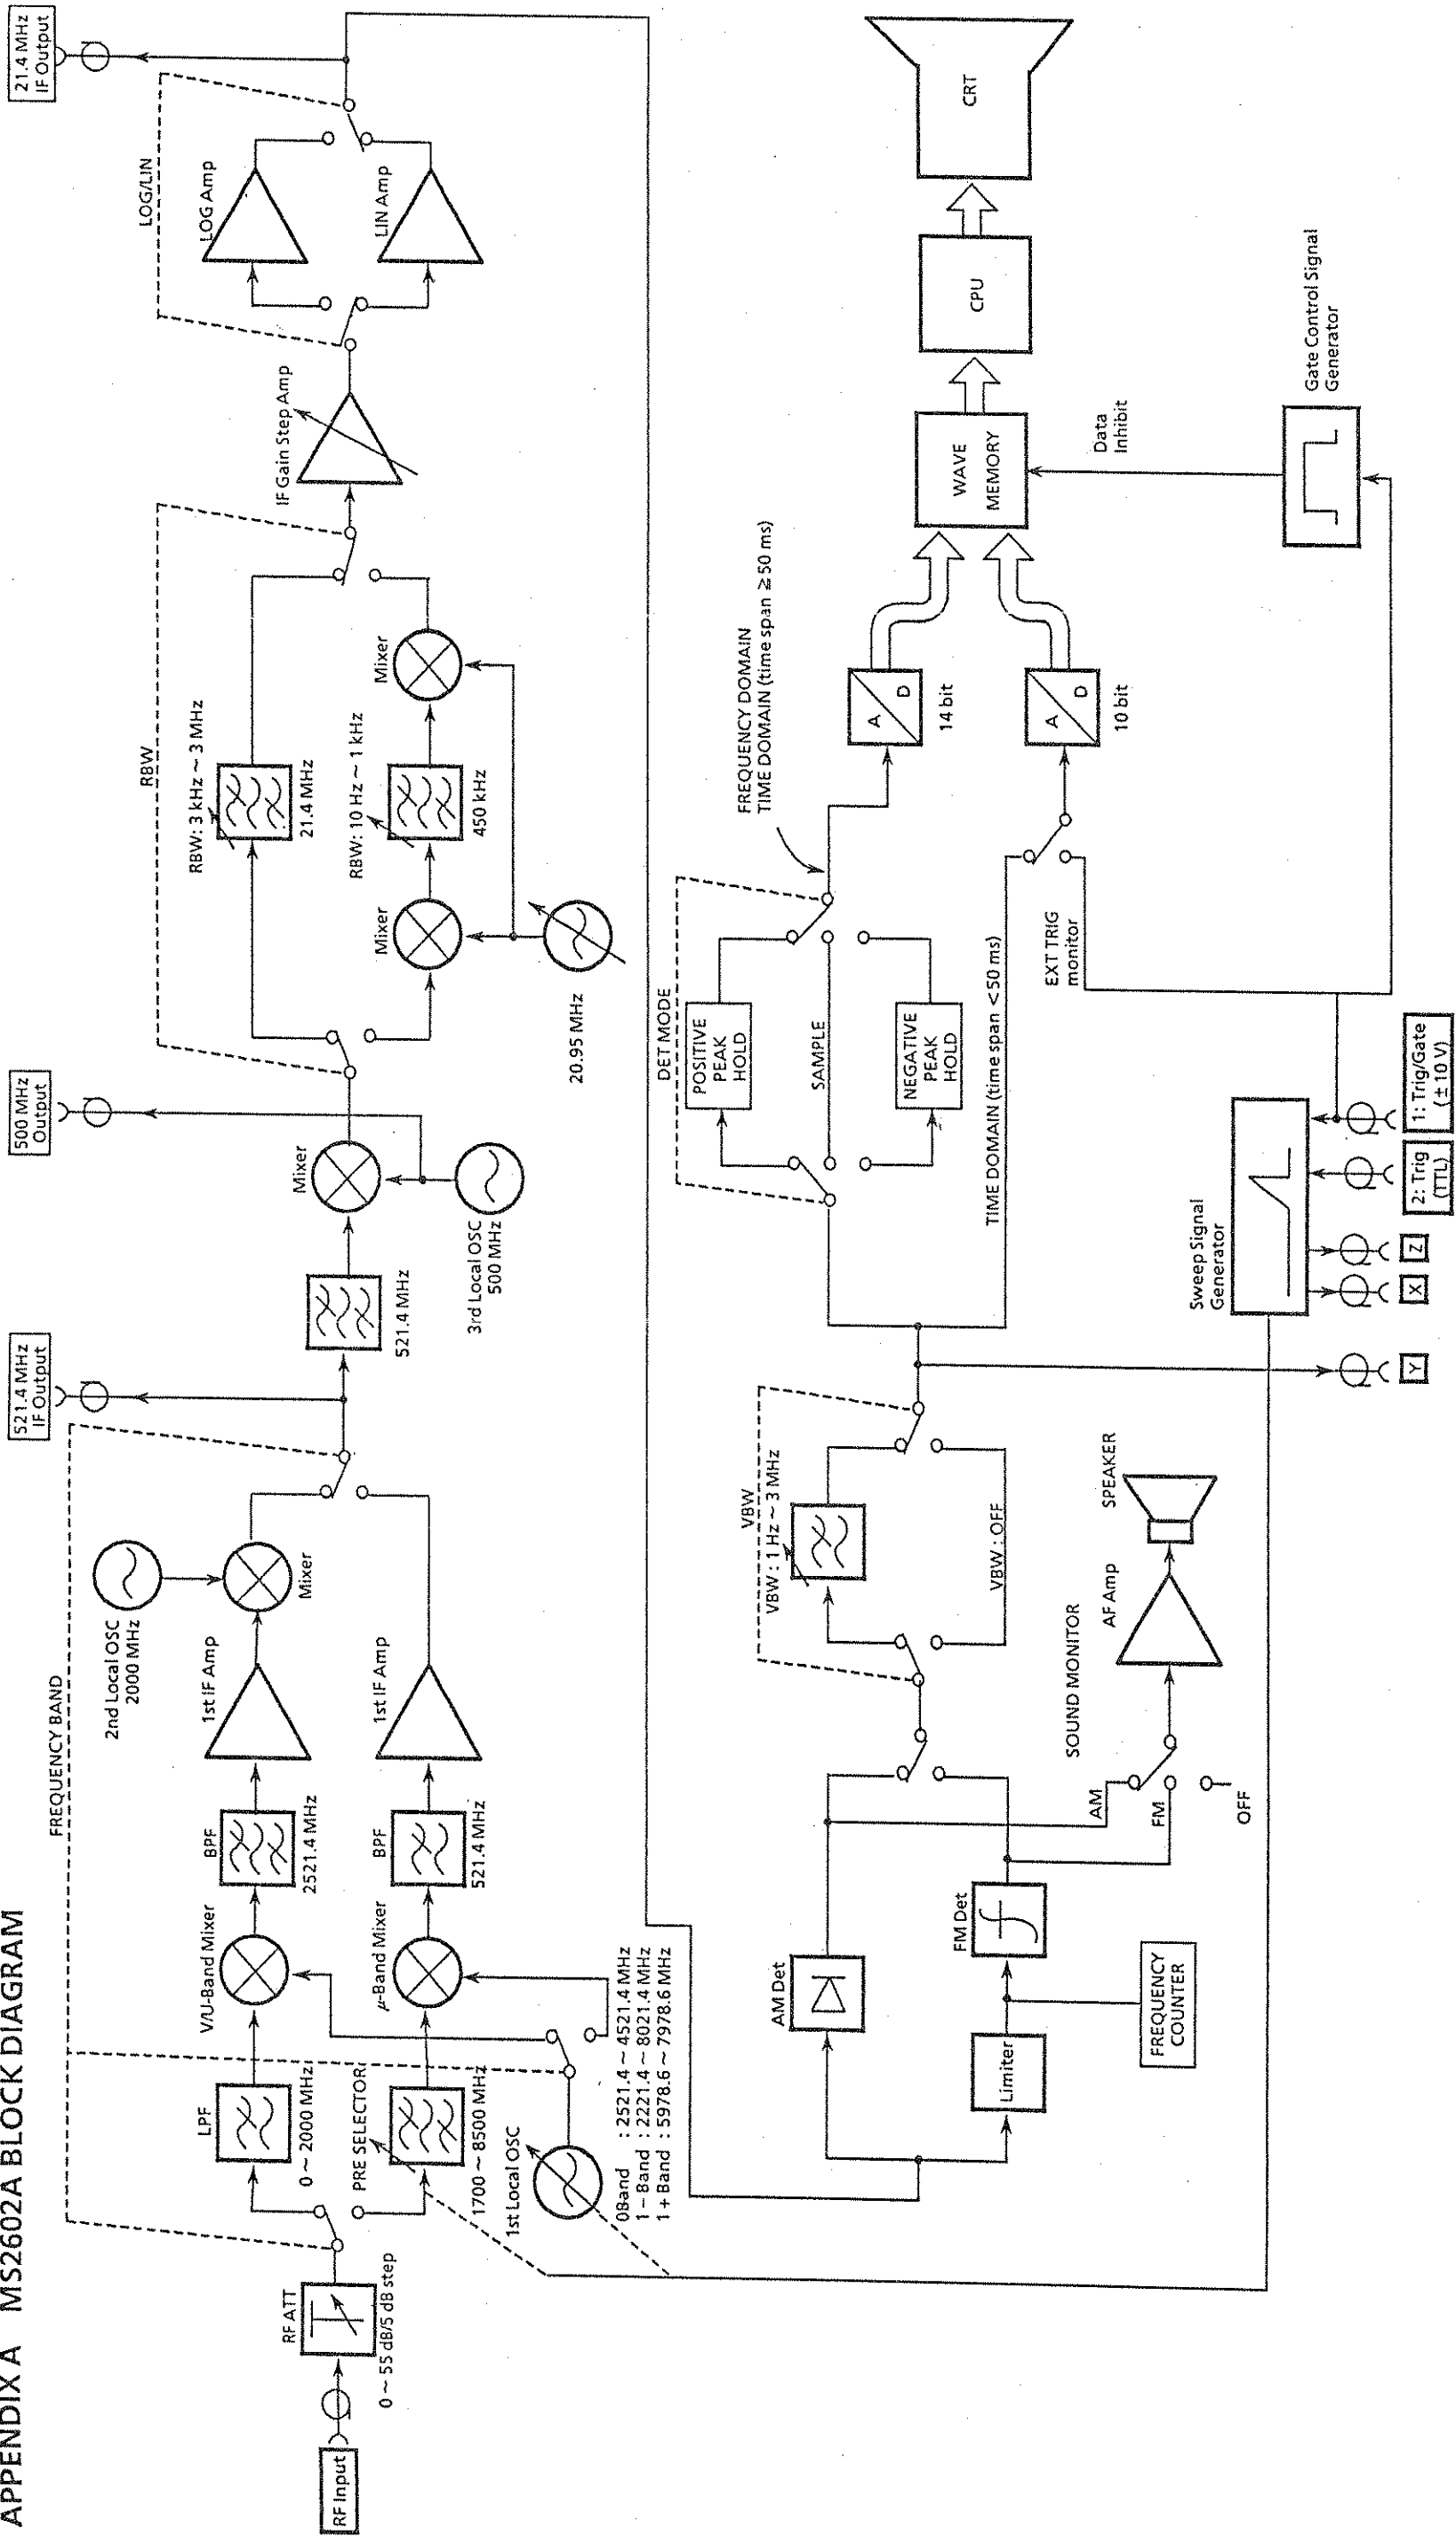 APPENDIX A MS2602A BLOCK DIAGRAM
FREQUENCY BAND
521.4 MHz
IF Output
500 MHz
Output
21.4 MHz
IF Output
RF Input
RF ATT
0 ~ 55 dB/5 dB step
LPF
0 ~ 2000 MHz
V/U-Band Mixer
BPF
2521.4 MHz
1st IF Amp
2nd Local OSC
2000 MHz
Mixer
PRE SELECTOR
1700 ~ 8500 MHz
μ-Band Mixer
BPF
521.4 MHz
1st IF Amp
1st Local OSC
0Band : 2521.4 ~ 4521.4 MHz
1 − Band : 2221.4 ~ 8021.4 MHz
1 + Band : 5978.6 ~ 7978.6 MHz
521.4 MHz
Mixer
3rd Local OSC
500 MHz
RBW
RBW: 3 kHz ~ 3 MHz
21.4 MHz
RBW: 10 Hz ~ 1 kHz
450 kHz
Mixer
Mixer
20.95 MHz
IF Gain Step Amp
LOG/LIN
LOG Amp
LIN Amp
AM Det
Limiter
FM Det
FREQUENCY
COUNTER
AM
FM
OFF
SOUND MONITOR
AF Amp
SPEAKER
VBW
VBW : 1 Hz ~ 3 MHz
VBW : OFF
DET MODE
POSITIVE
PEAK
HOLD
SAMPLE
NEGATIVE
PEAK
HOLD
FREQUENCY DOMAIN
TIME DOMAIN (time span ≥ 50 ms)
TIME DOMAIN (time span < 50 ms)
EXT TRIG
monitor
A
D
14 bit
A
D
10 bit
WAVE
MEMORY
CPU
CRT
Data
Inhibit
Gate Control Signal
Generator
Sweep Signal
Generator
Y
X
Z
2: Trig
(TTL)
1: Trig/Gate
(± 10 V)